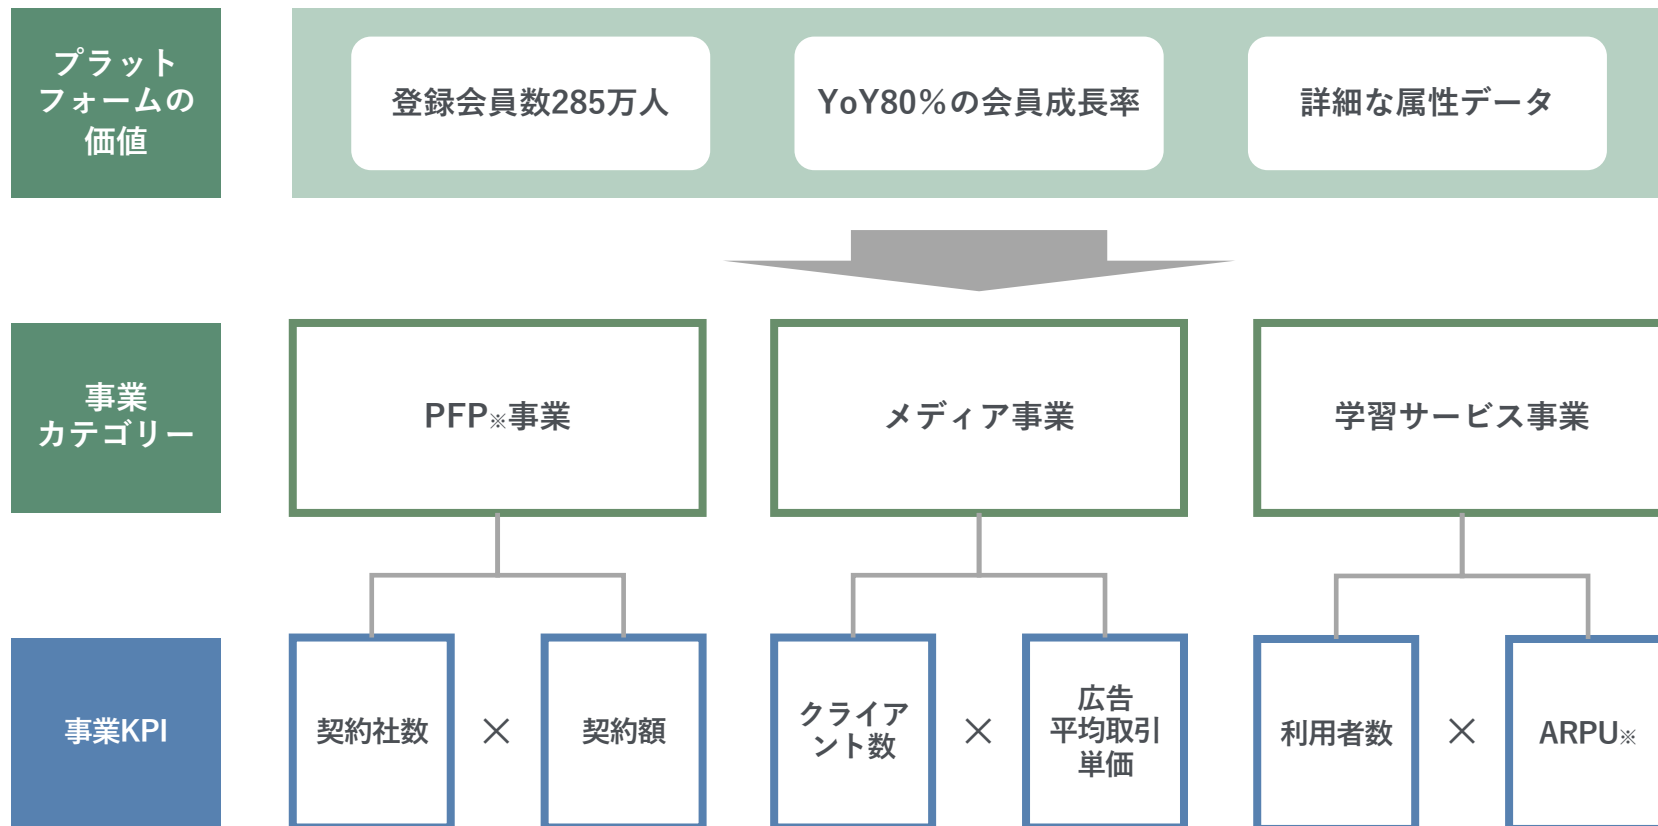 プラット
フォームの
価値
登録会員数285万人
YoY80%の会員成長率
詳細な属性データ
事業
カテゴリー
PFP※事業
メディア事業
学習サービス事業
事業KPI
契約社数
×
契約額
クライア
ント数
×
広告
平均取引
単価
利用者数
×
ARPU※